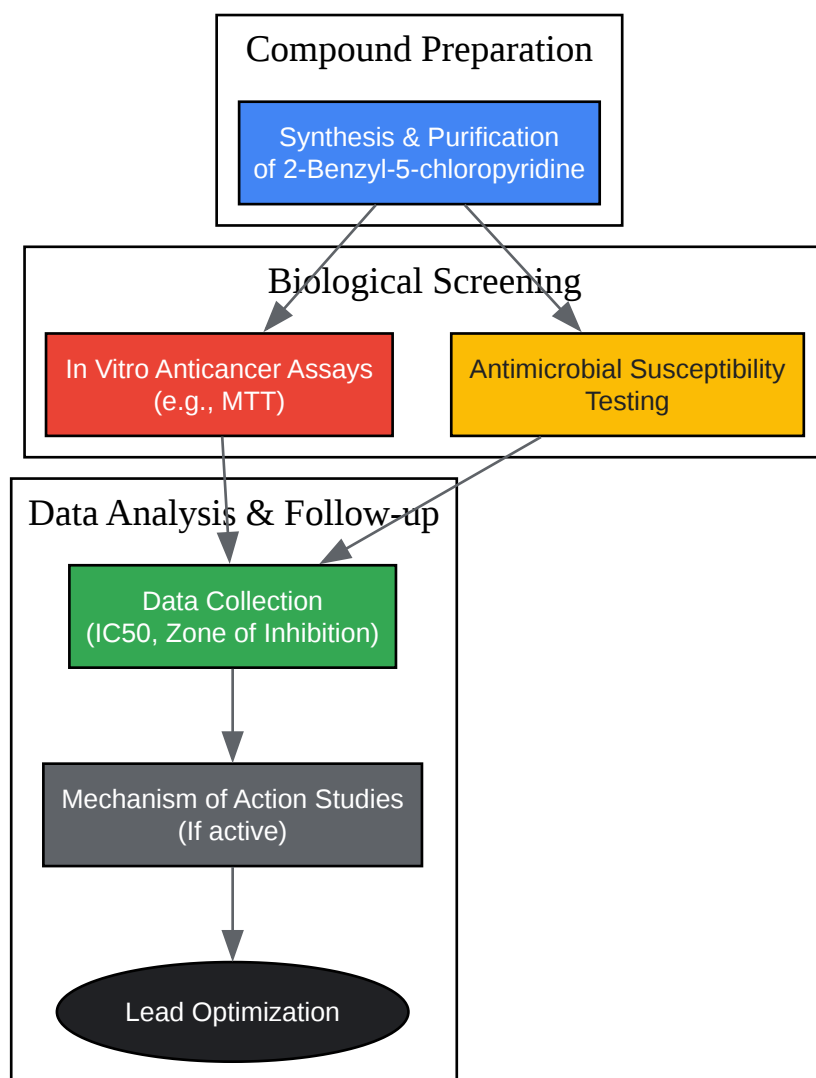 Compound Preparation
Synthesis & Purification
of 2-Benzyl-5-chloropyridine
Biological Screening
In Vitro Anticancer Assays
(e.g., MTT)
Antimicrobial Susceptibility
Testing
Data Analysis & Follow-up
Data Collection
(IC50, Zone of Inhibition)
Mechanism of Action Studies
(If active)
Lead Optimization